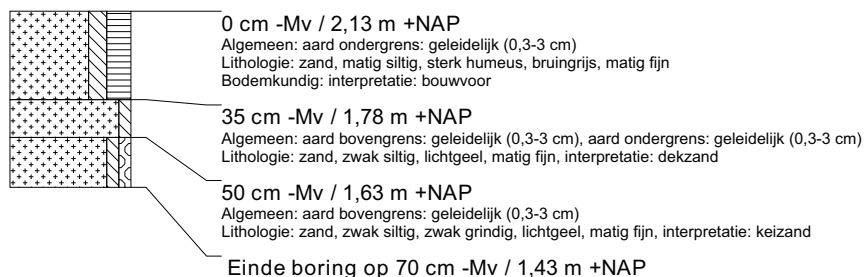 0 cm -Mv / 2,13 m +NAP
Algemeen: aard ondergrens: geleidelijk (0,3-3 cm)
Lithologie: zand, matig siltig, sterk humeus, bruingrijs, matig fijn
Bodemkundig: interpretatie: bouwvoor
35 cm -Mv / 1,78 m +NAP
Algemeen: aard bovengrens: geleidelijk (0,3-3 cm), aard ondergrens: geleidelijk (0,3-3 cm)
Lithologie: zand, zwak siltig, lichtgeel, matig fijn, interpretatie: dekzand
50 cm -Mv / 1,63 m +NAP
Algemeen: aard bovengrens: geleidelijk (0,3-3 cm)
Lithologie: zand, zwak siltig, zwak grindig, lichtgeel, matig fijn, interpretatie: keizand
Einde boring op 70 cm -Mv / 1,43 m +NAP